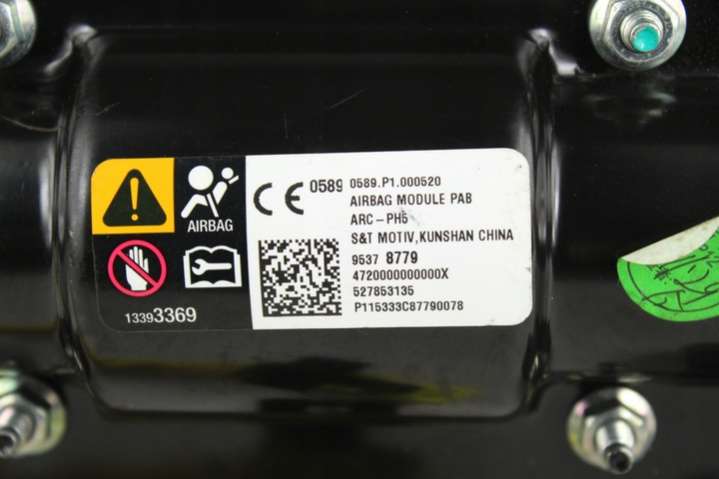 AIRBAG
13393369
CE 0589 0589.P1.000520
AIRBAG MODULE PAB
ARC-PH5
S&T MOTIV,KUNSHAN CHINA
9537 8779
4720000000000X
527853135
P115333C87790078